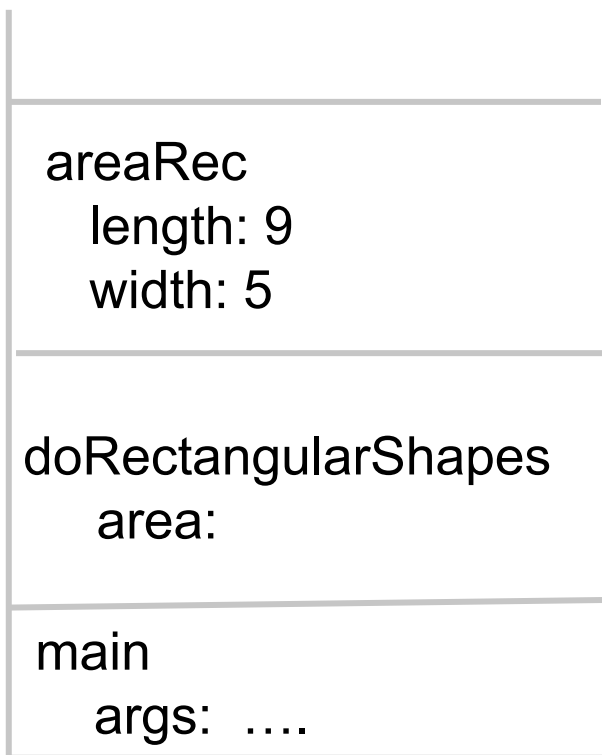 areaRec
length: 9
width: 5
doRectangularShapes
area:
main
args: ….